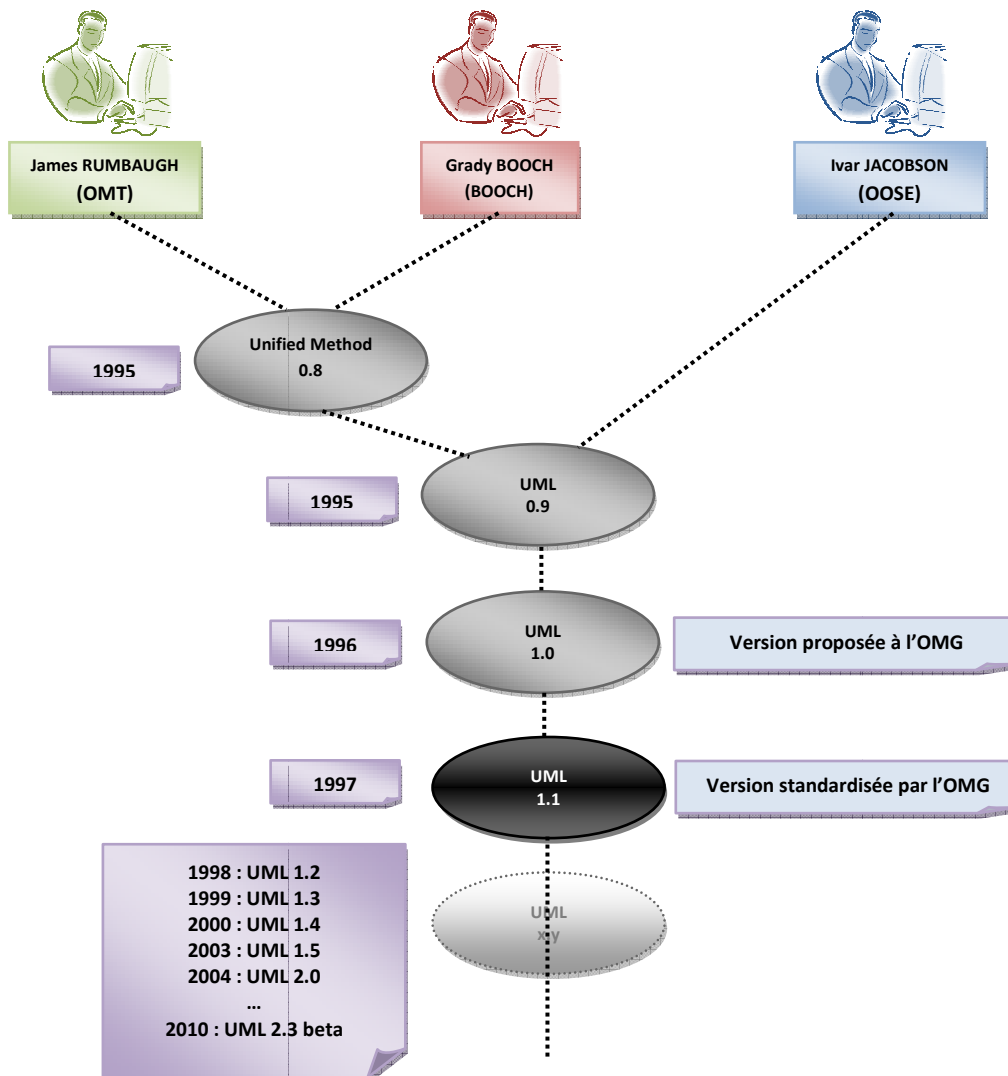 James RUMBAUGH
(OMT)
Grady BOOCH
(BOOCH)
Ivar JACOBSON
(OOSE)
Unified Method
0.8
1995
UML
0.9
1995
UML
1.0
1996
Version proposée à l’OMG
UML
1.1
1997
Version standardisée par l’OMG
1998 : UML 1.2
1999 : UML 1.3
2000 : UML 1.4
2003 : UML 1.5
2004 : UML 2.0
…
2010 : UML 2.3 beta
UML
x.y